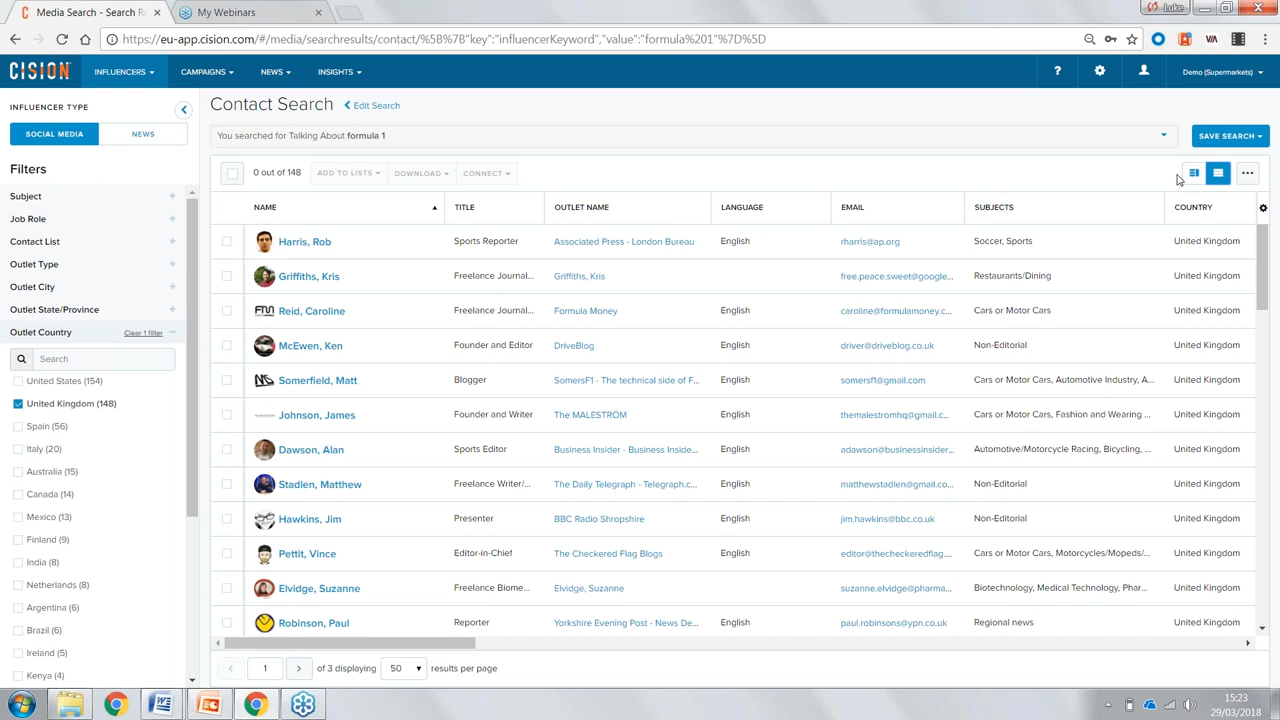 Media Search - Search R
My Webinars
Luke
https://eu-app.cision.com/#/media/searchresults/contact/%5B%7B"key":"influencerKeyword","value":"formula%201"%7D%5D
VIA
CISION
INFLUENCERS
CAMPAIGNS
NEWS
INSIGHTS
?
Demo (Supermarkets)
INFLUENCER TYPE
SOCIAL MEDIA
NEWS
Filters
Subject +
Job Role +
Contact List +
Outlet Type +
Outlet City +
Outlet State/Province +
Outlet Country Clear 1 filter −
Search
United States (154)
United Kingdom (148)
Spain (56)
Italy (20)
Australia (15)
Canada (14)
Mexico (13)
Finland (9)
India (8)
Netherlands (8)
Argentina (6)
Brazil (6)
Ireland (5)
Kenya (4)
Contact Search Edit Search
You searched for Talking About formula 1
SAVE SEARCH
0 out of 148 ADD TO LISTS DOWNLOAD CONNECT
NAME TITLE OUTLET NAME LANGUAGE EMAIL SUBJECTS COUNTRY
Harris, Rob Sports Reporter Associated Press - London Bureau English rharris@ap.org Soccer, Sports United Kingdom
Griffiths, Kris Freelance Journal... Griffiths, Kris English free.peace.sweet@google... Restaurants/Dining United Kingdom
Reid, Caroline Freelance Journal... Formula Money English caroline@formulamoney.c... Cars or Motor Cars United Kingdom
McEwen, Ken Founder and Editor DriveBlog English driver@driveblog.co.uk Non-Editorial United Kingdom
Somerfield, Matt Blogger SomersF1 - The technical side of F... English somersf1@gmail.com Cars or Motor Cars, Automotive Industry, A... United Kingdom
Johnson, James Founder and Writer The MALESTRÖM English themalestromhq@gmail.c... Cars or Motor Cars, Fashion and Wearing ... United Kingdom
Dawson, Alan Sports Editor Business Insider - Business Inside... English adawson@businessinsider... Automotive/Motorcycle Racing, Bicycling, ... United Kingdom
Stadlen, Matthew Freelance Writer/... The Daily Telegraph - Telegraph.c... English matthewstadlen@gmail.co... Non-Editorial United Kingdom
Hawkins, Jim Presenter BBC Radio Shropshire English jim.hawkins@bbc.co.uk Non-Editorial United Kingdom
Pettit, Vince Editor-in-Chief The Checkered Flag Blogs English editor@thecheckeredflag.... Cars or Motor Cars, Motorcycles/Mopeds/... United Kingdom
Elvidge, Suzanne Freelance Biome... Elvidge, Suzanne English suzanne.elvidge@pharma... Biotechnology, Medical Technology, Phar... United Kingdom
Robinson, Paul Reporter Yorkshire Evening Post - News De... English paul.robinsons@ypn.co.uk Regional news United Kingdom
1 of 3 displaying 50 results per page
15:23
29/03/2018